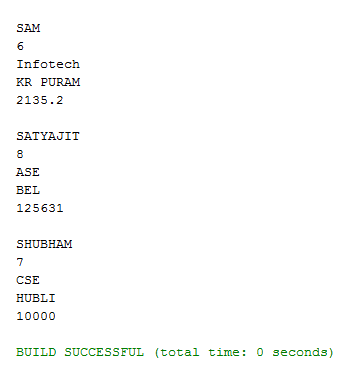 SAM
6
Infotech
KR PURAM
2135.2
SATYAJIT
8
ASE
BEL
125631
SHUBHAM
7
CSE
HUBLI
10000
BUILD SUCCESSFUL (total time: 0 seconds)